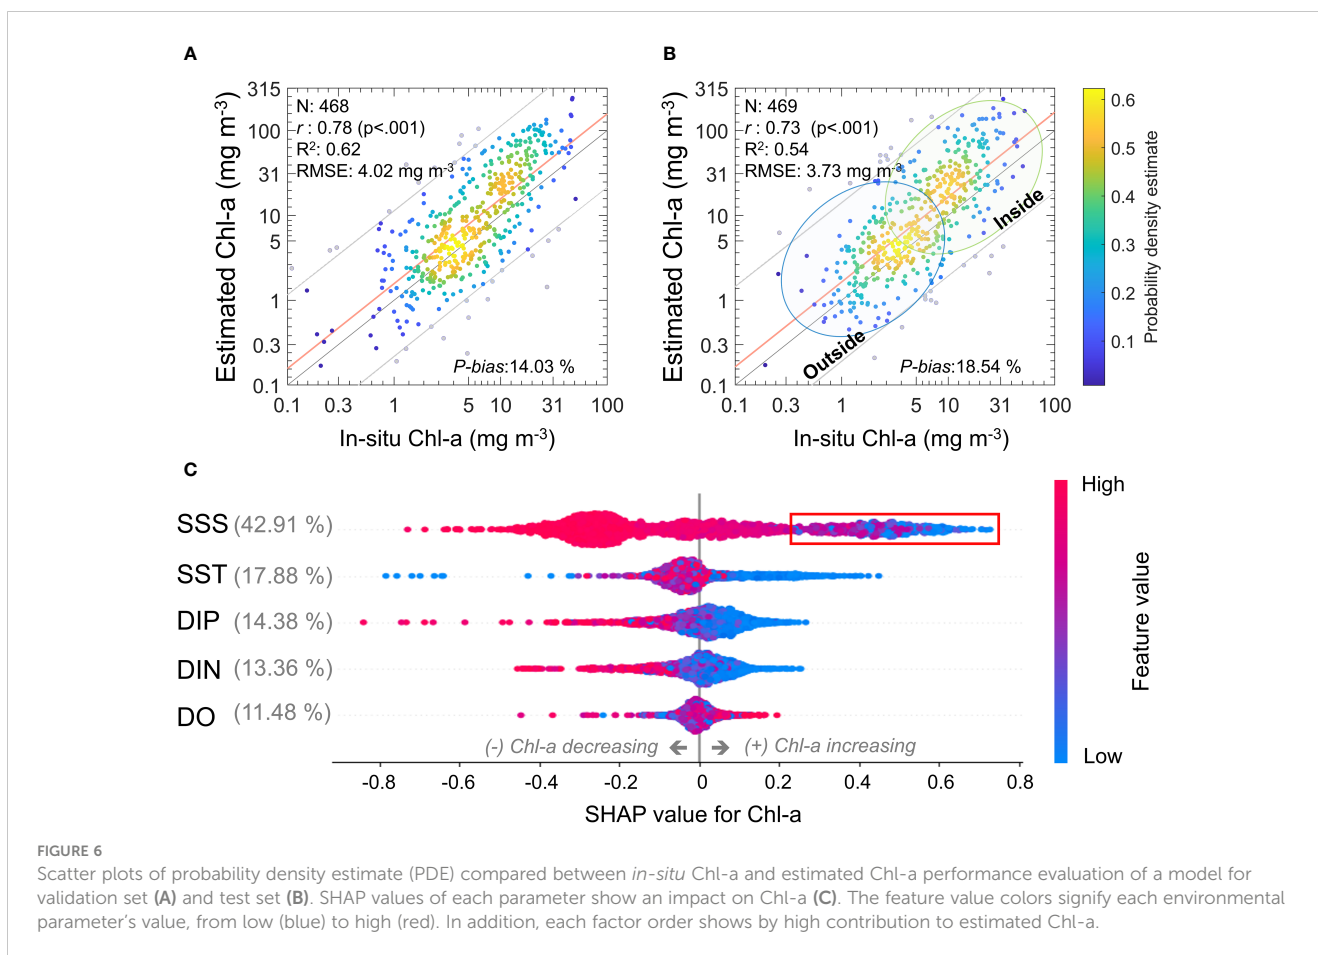 A
B
315
100
31
10
5
1
0.3
0.1
Estimated Chl-a (mg m-3)
N: 468
r : 0.78 (p<.001)
R2: 0.62
RMSE: 4.02 mg m-3
P-bias:14.03 %
0.1 0.3 1 5 10 31 100
In-situ Chl-a (mg m-3)
315
100
31
10
5
1
0.3
0.1
Estimated Chl-a (mg m-3)
N: 469
r : 0.73 (p<.001)
R2: 0.54
RMSE: 3.73 mg m-3
Inside
Outside
P-bias:18.54 %
0.1 0.3 1 5 10 31 100
In-situ Chl-a (mg m-3)
0.6
0.5
0.4
0.3
0.2
0.1
Probability density estimate
C
SSS (42.91 %)
SST (17.88 %)
DIP (14.38 %)
DIN (13.36 %)
DO (11.48 %)
(-) Chl-a decreasing
(+) Chl-a increasing
-0.8 -0.6 -0.4 -0.2 0 0.2 0.4 0.6 0.8
SHAP value for Chl-a
High
Low
Feature value
FIGURE 6
Scatter plots of probability density estimate (PDE) compared between in-situ Chl-a and estimated Chl-a performance evaluation of a model for
validation set (A) and test set (B). SHAP values of each parameter show an impact on Chl-a (C). The feature value colors signify each environmental
parameter's value, from low (blue) to high (red). In addition, each factor order shows by high contribution to estimated Chl-a.